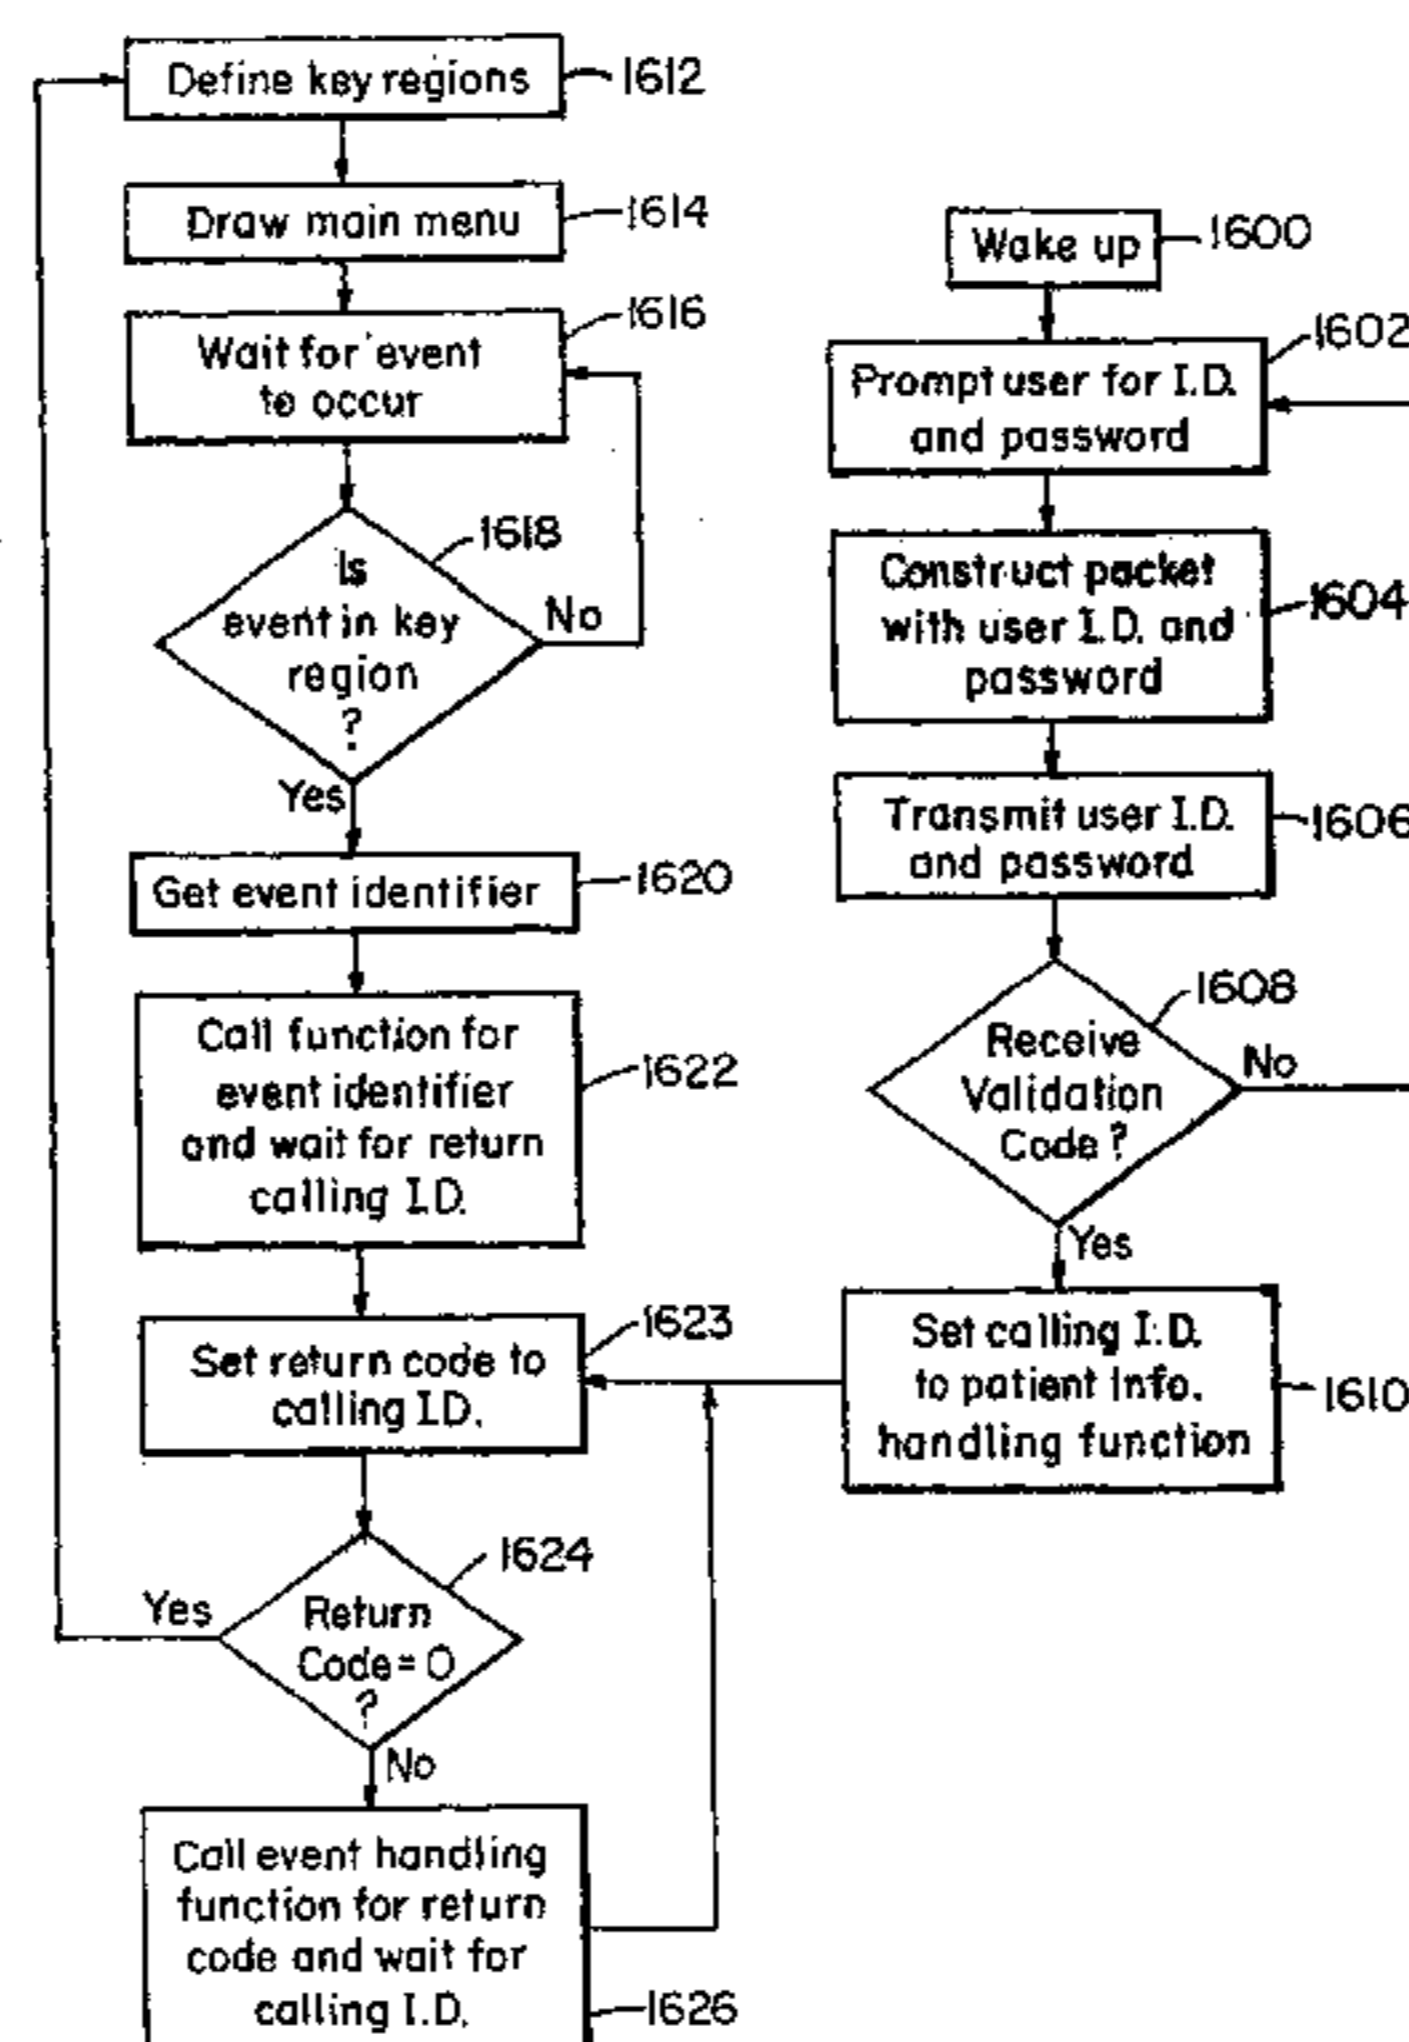 Define key regions
1612
Draw main menu
1614
Wait for event
to occur
1616
Is
event in key
region
?
1618
No
Yes
Get event identifier
1620
Call function for
event identifier
and wait for return
calling I.D.
1622
Set return code to
calling I.D.
1623
Return
Code = 0
?
1624
Yes
No
Call event handling
function for return
code and wait for
calling I.D.
1626
Wake up
1600
Prompt user for I.D.
and password
1602
Construct packet
with user I.D. and
password
1604
Transmit user I.D.
and password
1606
Receive
Validation
Code ?
1608
No
Yes
Set calling I.D.
to patient info.
handling function
1610